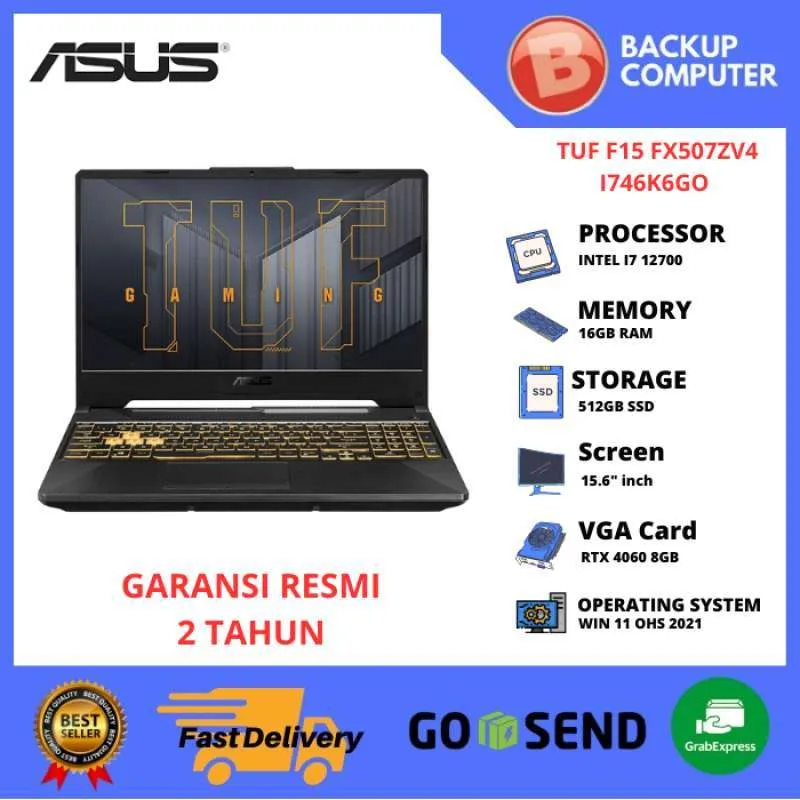 ASUS
BACKUP
COMPUTER
TUF F15 FX507ZV4
I746K6GO
PROCESSOR
INTEL I7 12700
CPU
MEMORY
16GB RAM
STORAGE
512GB SSD
SSD
Screen
15.6" inch
VGA Card
RTX 4060 8GB
OPERATING SYSTEM
WIN 11 OHS 2021
TUF
GAMING
ASUS
GARANSI RESMI
2 TAHUN
BEST QUALITY
BEST
SELLER
Fast Delivery
GO SEND
GrabExpress